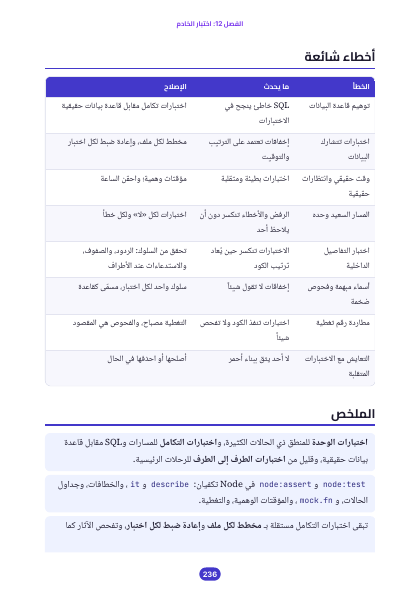 الفصل 12: اختبار الخادم
أخطاء شائعة
الخطأ ما يحدث الإصلاح
توهيم قاعدة البيانات SQL خاطئ ينجح في الاختبارات اختبارات تكامل مقابل قاعدة بيانات حقيقية
اختبارات تتشارك البيانات إخفاقات تعتمد على الترتيب والتوقيت مخطط لكل ملف، وإعادة ضبط لكل اختبار
وقت حقيقي وانتظارات حقيقية اختبارات بطيئة ومتقلبة مؤقتات وهمية؛ واحقن الساعة
المسار السعيد وحده الرفض والأخطاء تنكسر دون أن يلاحظ أحد اختبارات لكل «لا» ولكل خطأ
اختبار التفاصيل الداخلية الاختبارات تنكسر حين يُعاد ترتيب الكود تحقق من السلوك: الردود، والصفوف، والاستدعاءات عند الأطراف
أسماء مبهمة وفحوص ضخمة إخفاقات لا تقول شيئاً سلوك واحد لكل اختبار، مسمّى كقاعدة
مطاردة رقم تغطية اختبارات تنفذ الكود ولا تفحص شيئاً التغطية مصباح، والفحوص هي المقصود
التعايش مع الاختبارات المتقلبة لا أحد يثق ببناء أحمر أصلحها أو احذفها في الحال
الملخص
اختبارات الوحدة للمنطق ذي الحالات الكثيرة، واختبارات التكامل للمسارات وSQL مقابل قاعدة
بيانات حقيقية، وقليل من اختبارات الطرف إلى الطرف للرحلات الرئيسية.
node:test و node:assert في Node تكفيان: describe و it ، والخطافات، وجداول
الحالات، و mock.fn ، والمؤقتات الوهمية، والتغطية.
تبقى اختبارات التكامل مستقلة بـ مخطط لكل ملف وإعادة ضبط لكل اختبار، وتفحص الآثار كما
236